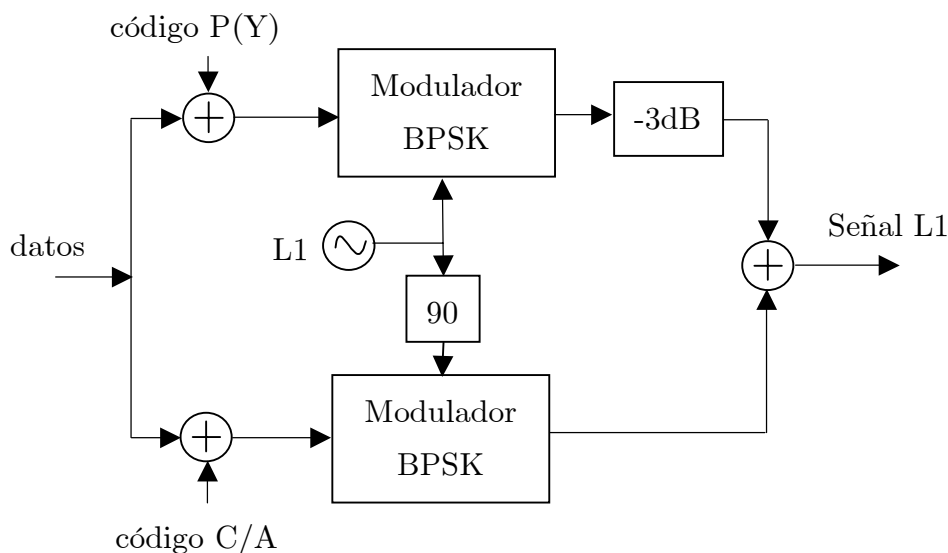 código P(Y)
Modulador
BPSK
-3dB
datos
L1
Señal L1
90
Modulador
BPSK
código C/A